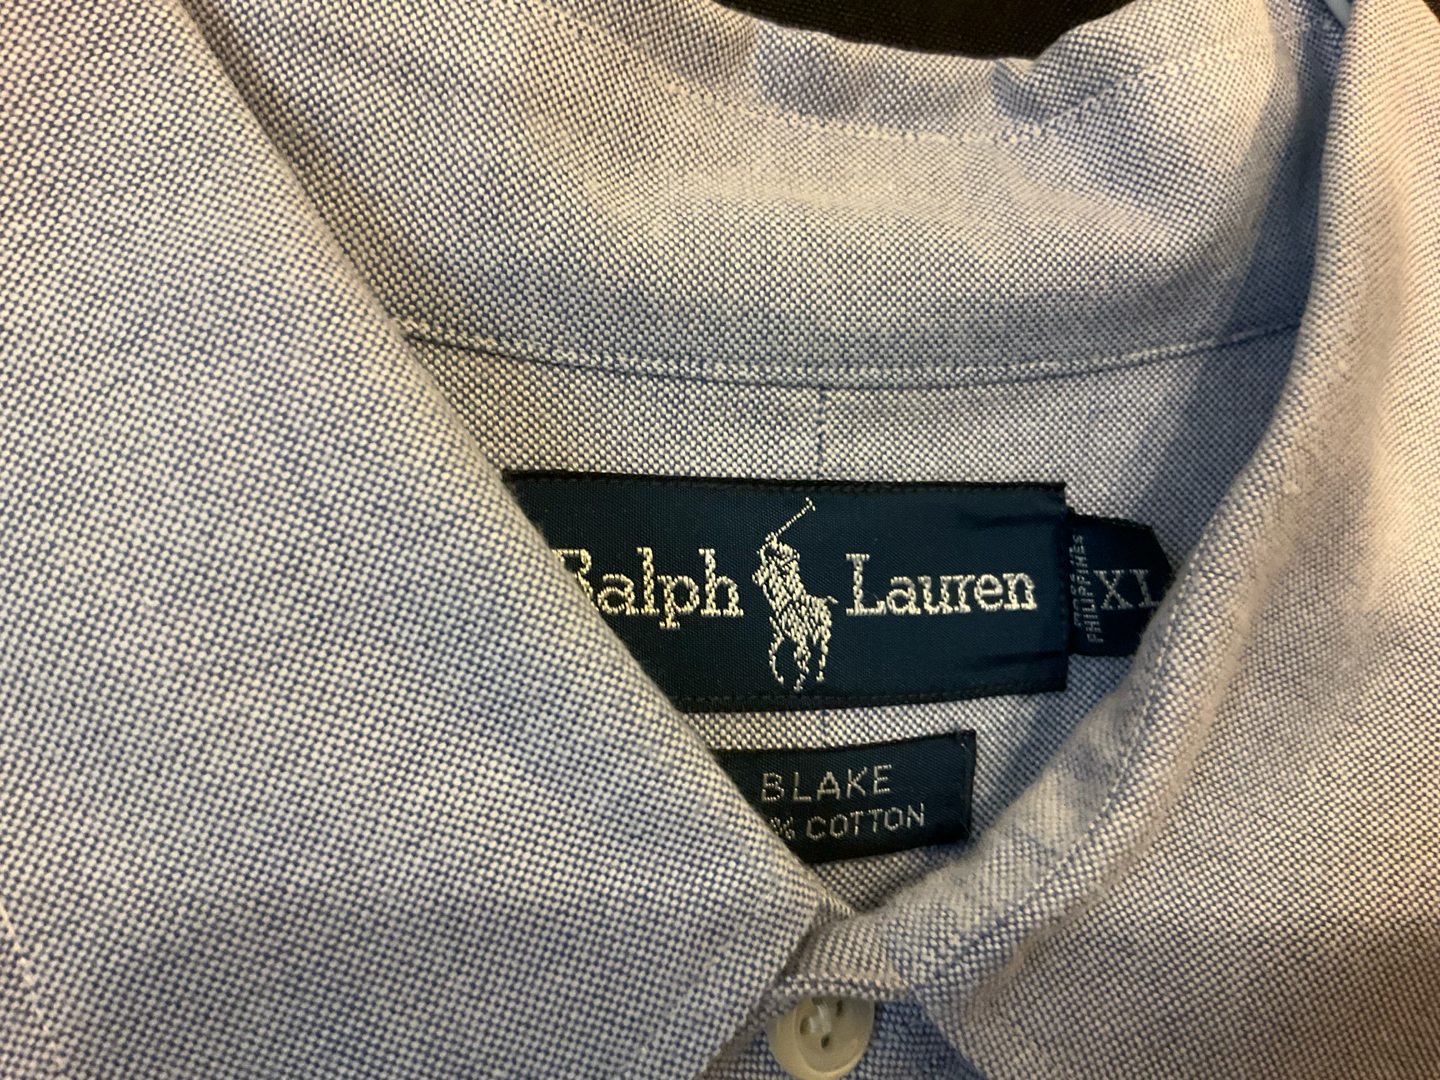 Ralph Lauren
XL
PHILIPPINES
BLAKE
% COTTON